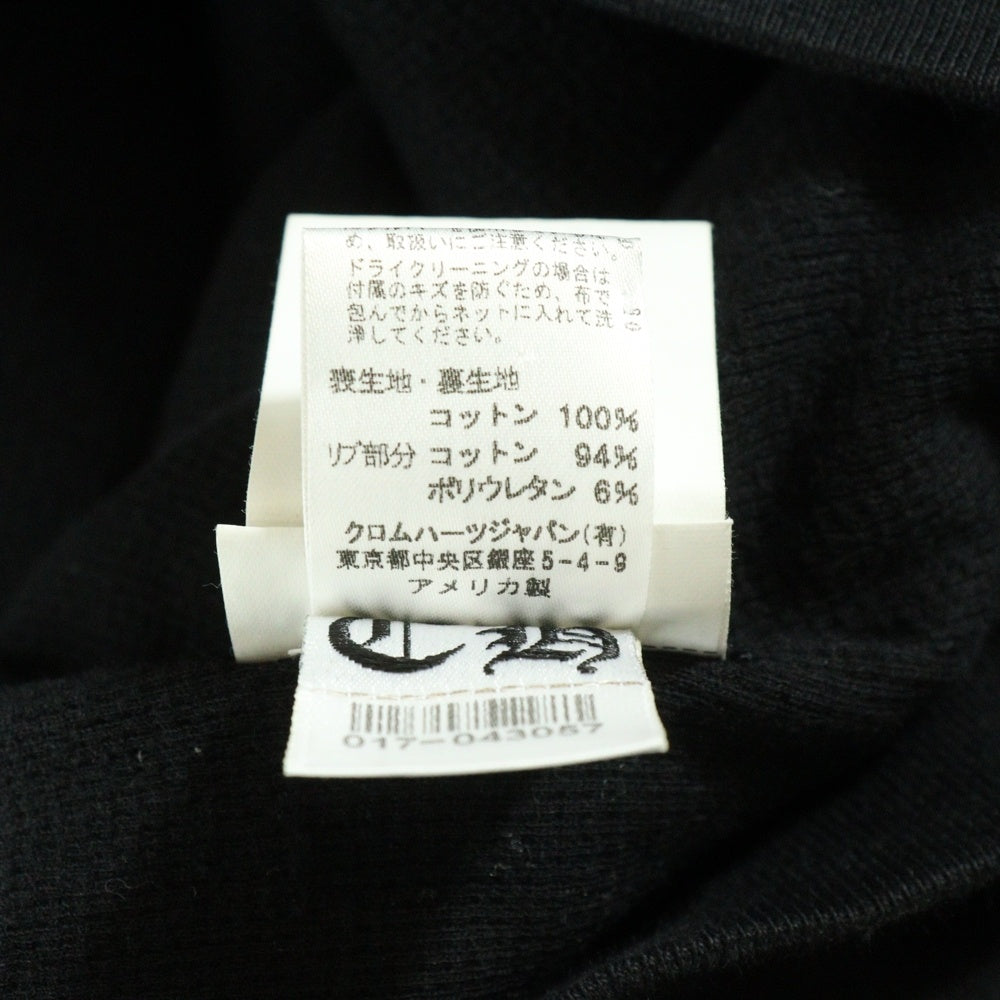 め、取扱いにご注意ください。
ドライクリーニングの場合は
付属のキズを防ぐため、布で
包んでからネットに入れて洗
浄してください。
表生地・裏生地
コットン 100%
リブ部分 コットン 94%
ポリウレタン 6%
クロムハーツジャパン(有)
東京都中央区銀座5-4-9
アメリカ製
CH
017-043057